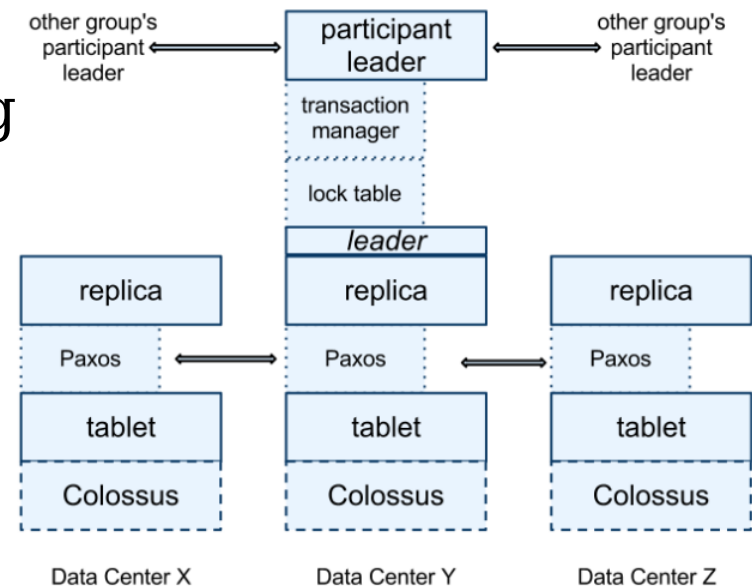 other group's
participant
leader
participant
leader
other group's
participant
leader
g
transaction
manager
lock table
leader
replica
replica
replica
Paxos
Paxos
Paxos
tablet
tablet
tablet
Colossus
Colossus
Colossus
Data Center X
Data Center Y
Data Center Z